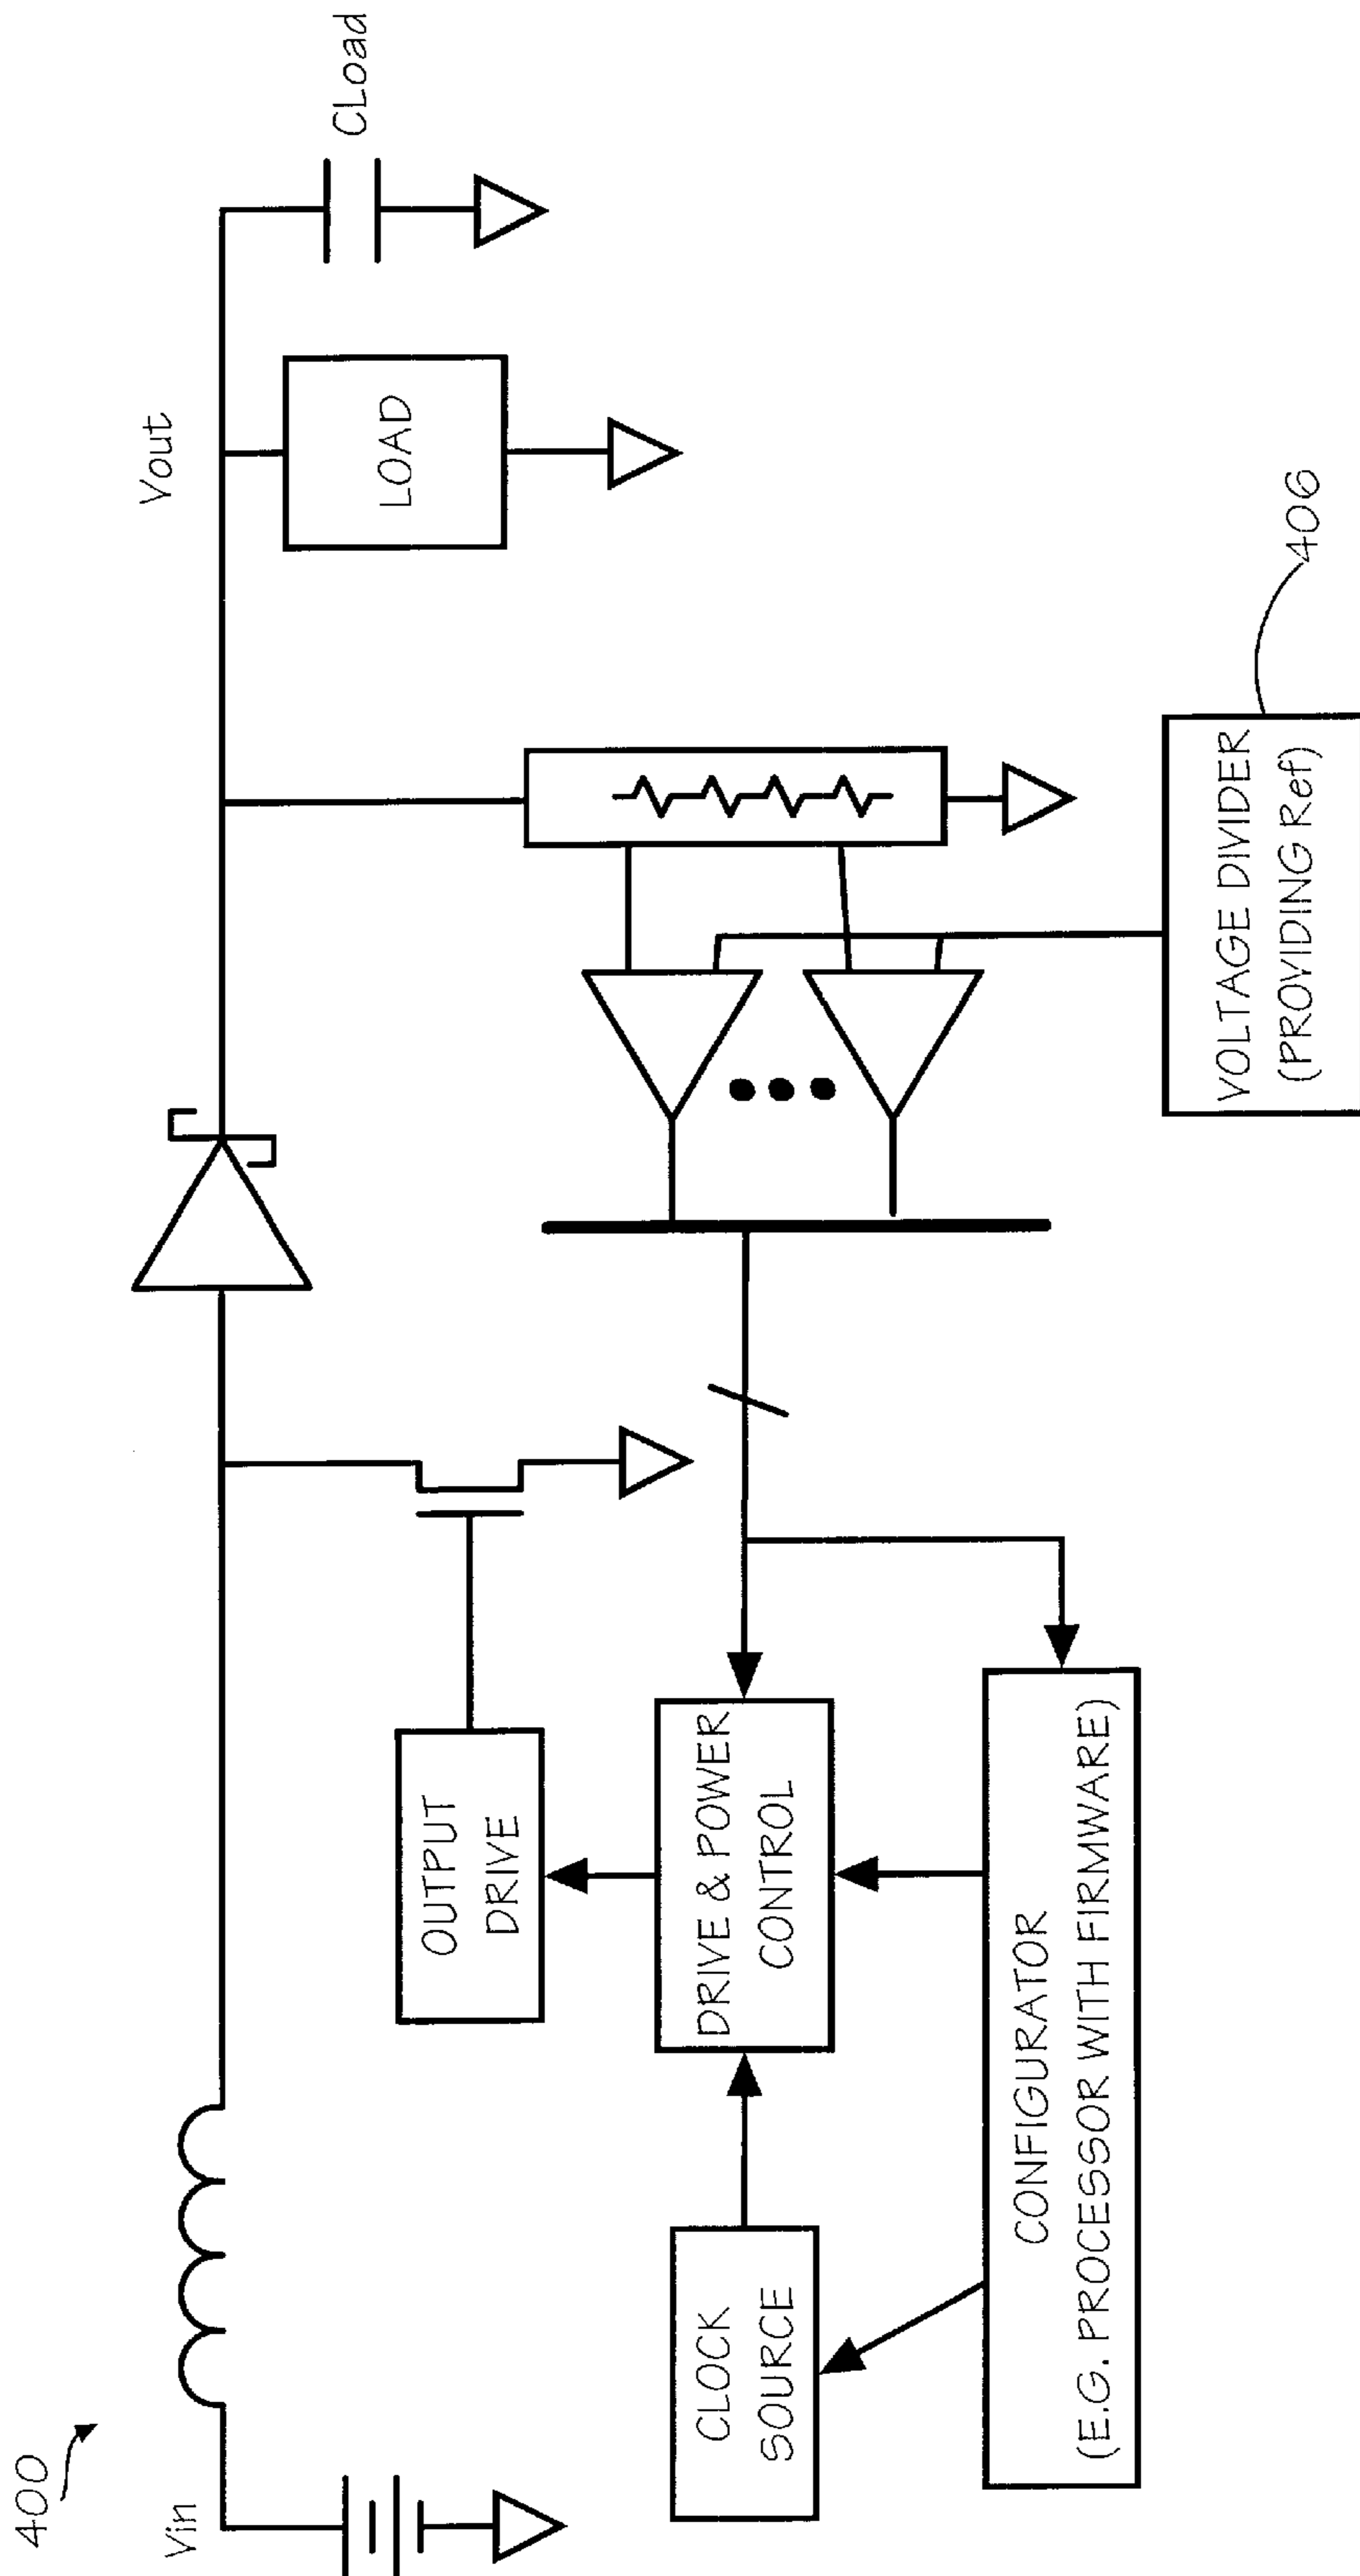 400
Vin
Vout
CLoad
LOAD
OUTPUT
DRIVE
DRIVE & POWER
CONTROL
CLOCK
SOURCE
CONFIGURATOR
(E.G. PROCESSOR WITH FIRMWARE)
VOLTAGE DIVIDER
(PROVIDING Ref)
406